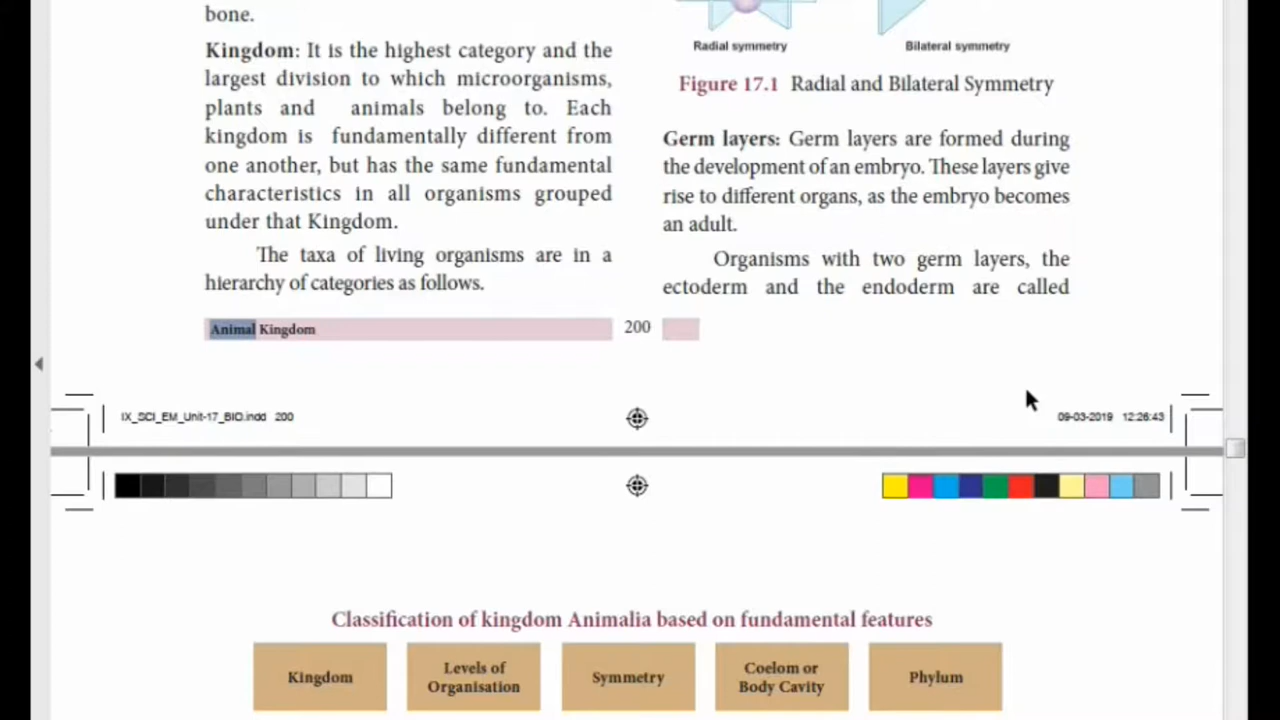 bone.
Kingdom: It is the highest category and the
largest division to which microorganisms,
plants and animals belong to. Each
kingdom is fundamentally different from
one another, but has the same fundamental
characteristics in all organisms grouped
under that Kingdom.
The taxa of living organisms are in a
hierarchy of categories as follows.
Radial symmetry
Bilateral symmetry
Figure 17.1 Radial and Bilateral Symmetry
Germ layers: Germ layers are formed during
the development of an embryo. These layers give
rise to different organs, as the embryo becomes
an adult.
Organisms with two germ layers, the
ectoderm and the endoderm are called
Animal Kingdom
200
IX_SCI_EM_Unit-17_BIO.indd 200
09-03-2019 12:26:43
Classification of kingdom Animalia based on fundamental features
Kingdom
Levels of
Organisation
Symmetry
Coelom or
Body Cavity
Phylum